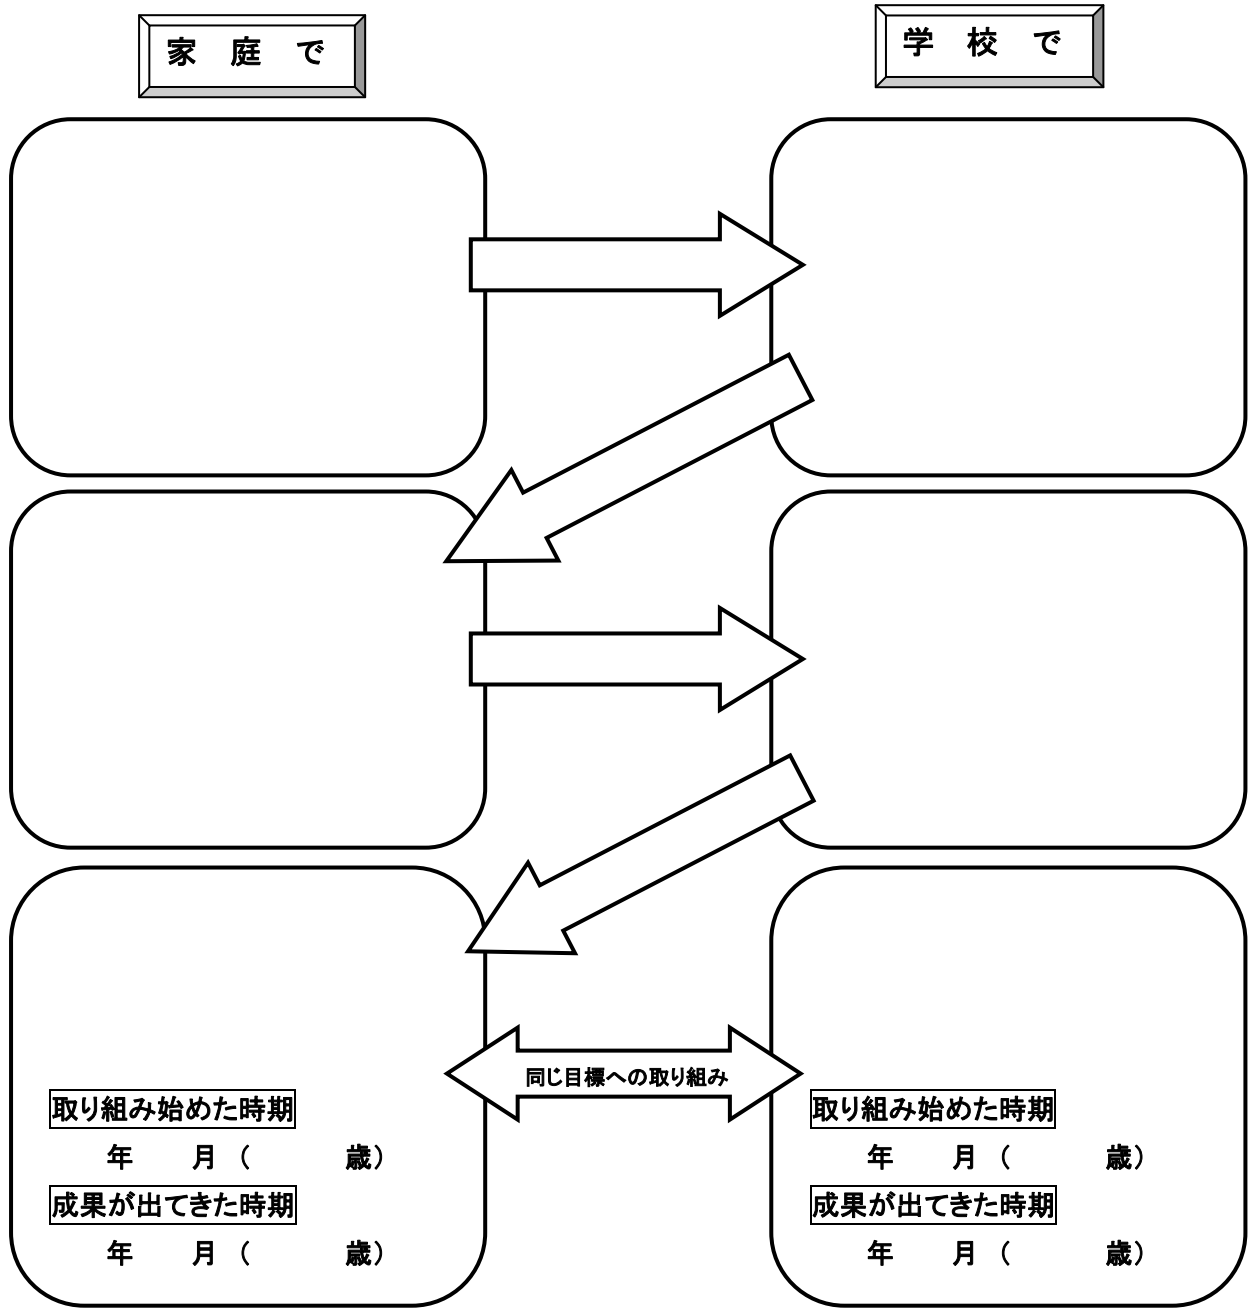 家 庭 で
学 校 で
同じ目標への取り組み
取り組み始めた時期
年 月（ 歳）
成果が出てきた時期
年 月（ 歳）
取り組み始めた時期
年 月（ 歳）
成果が出てきた時期
年 月（ 歳）